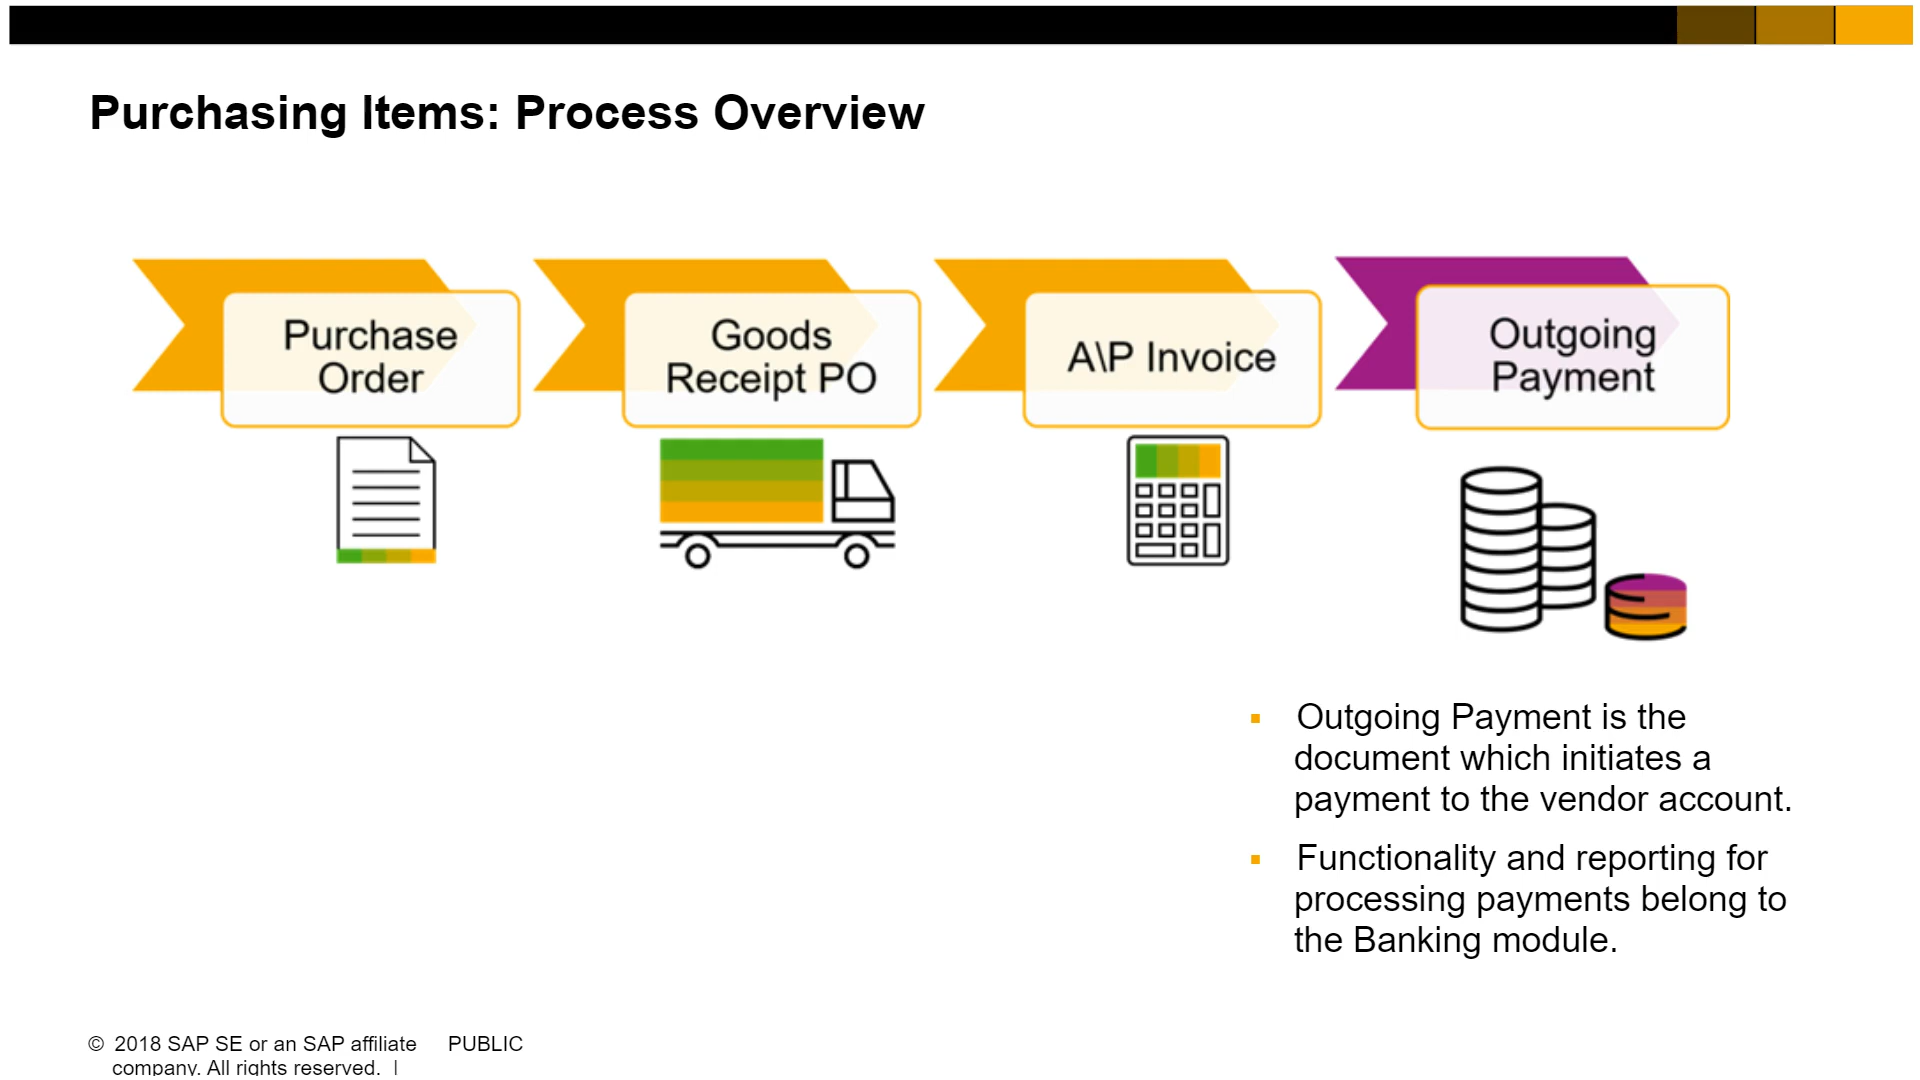 Purchasing Items: Process Overview
Purchase
Order
Goods
Receipt PO
A\P Invoice
Outgoing
Payment
▪ Outgoing Payment is the
document which initiates a
payment to the vendor account.
▪ Functionality and reporting for
processing payments belong to
the Banking module.
© 2018 SAP SE or an SAP affiliate PUBLIC
company. All rights reserved. |